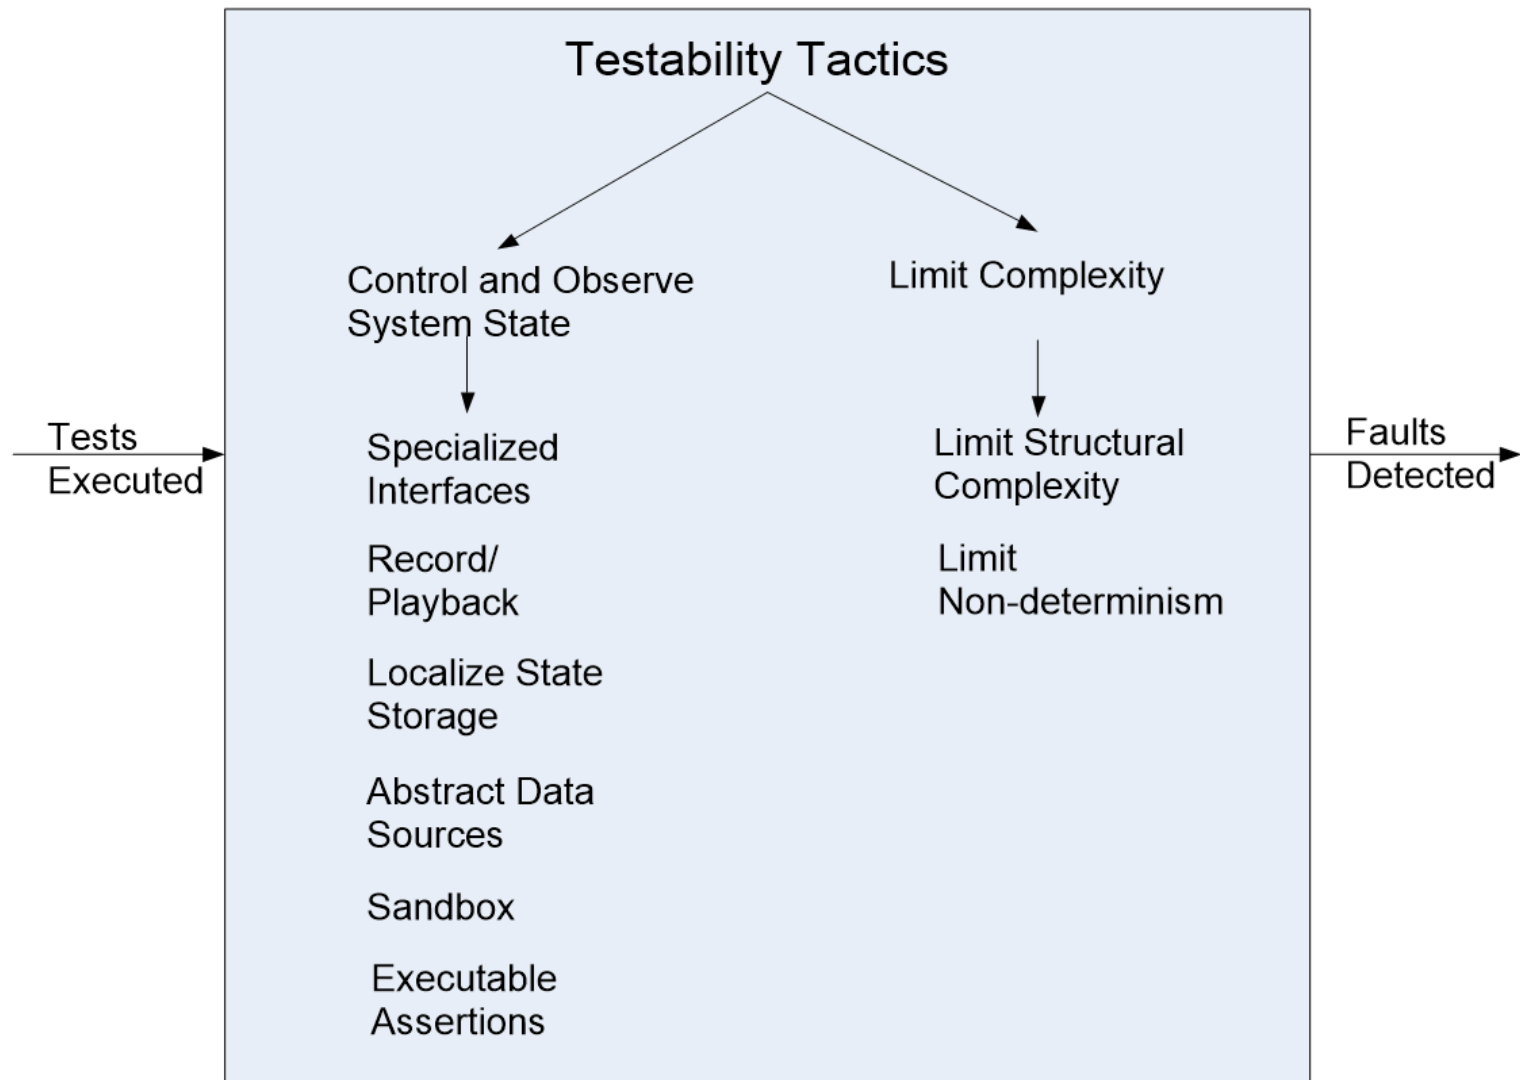 Testability Tactics
Control and Observe
System State
Limit Complexity
Tests
Executed
Specialized
Interfaces
Record/
Playback
Localize State
Storage
Abstract Data
Sources
Sandbox
Executable
Assertions
Limit Structural
Complexity
Limit
Non-determinism
Faults
Detected